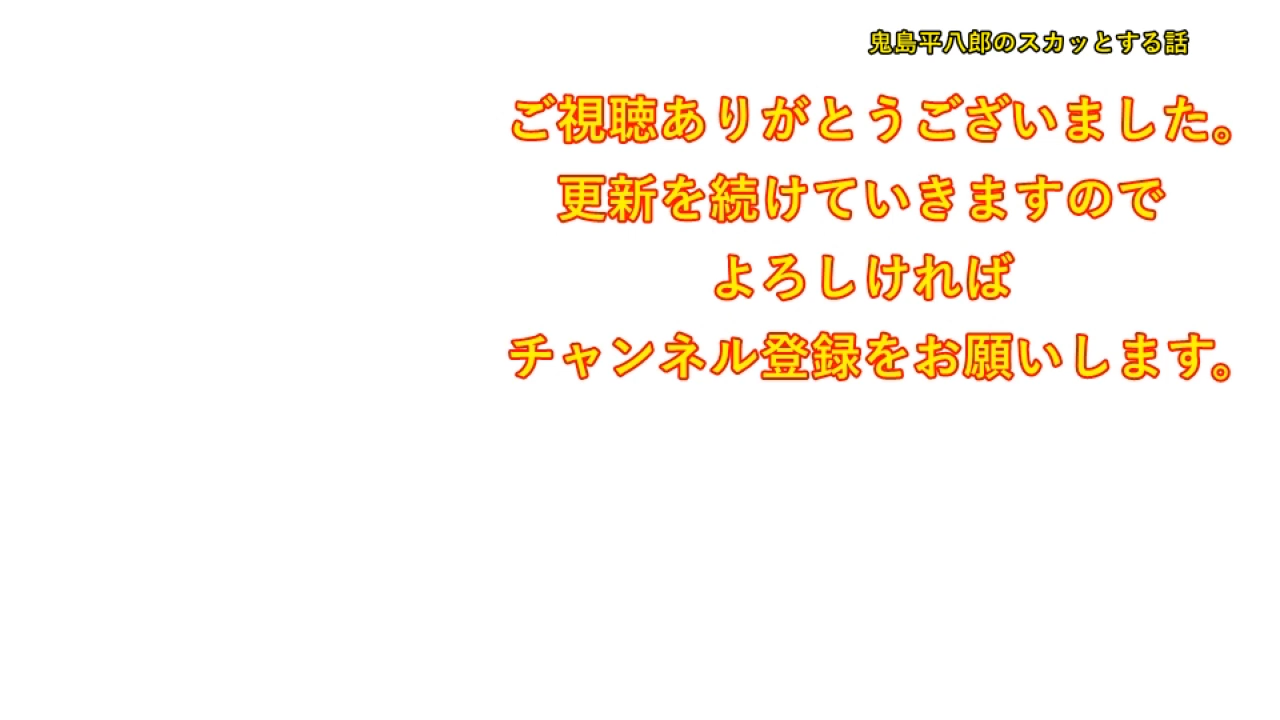 鬼島平八郎のスカッとする話
ご視聴ありがとうございました。
更新を続けていきますので
よろしければ
チャンネル登録をお願いします。